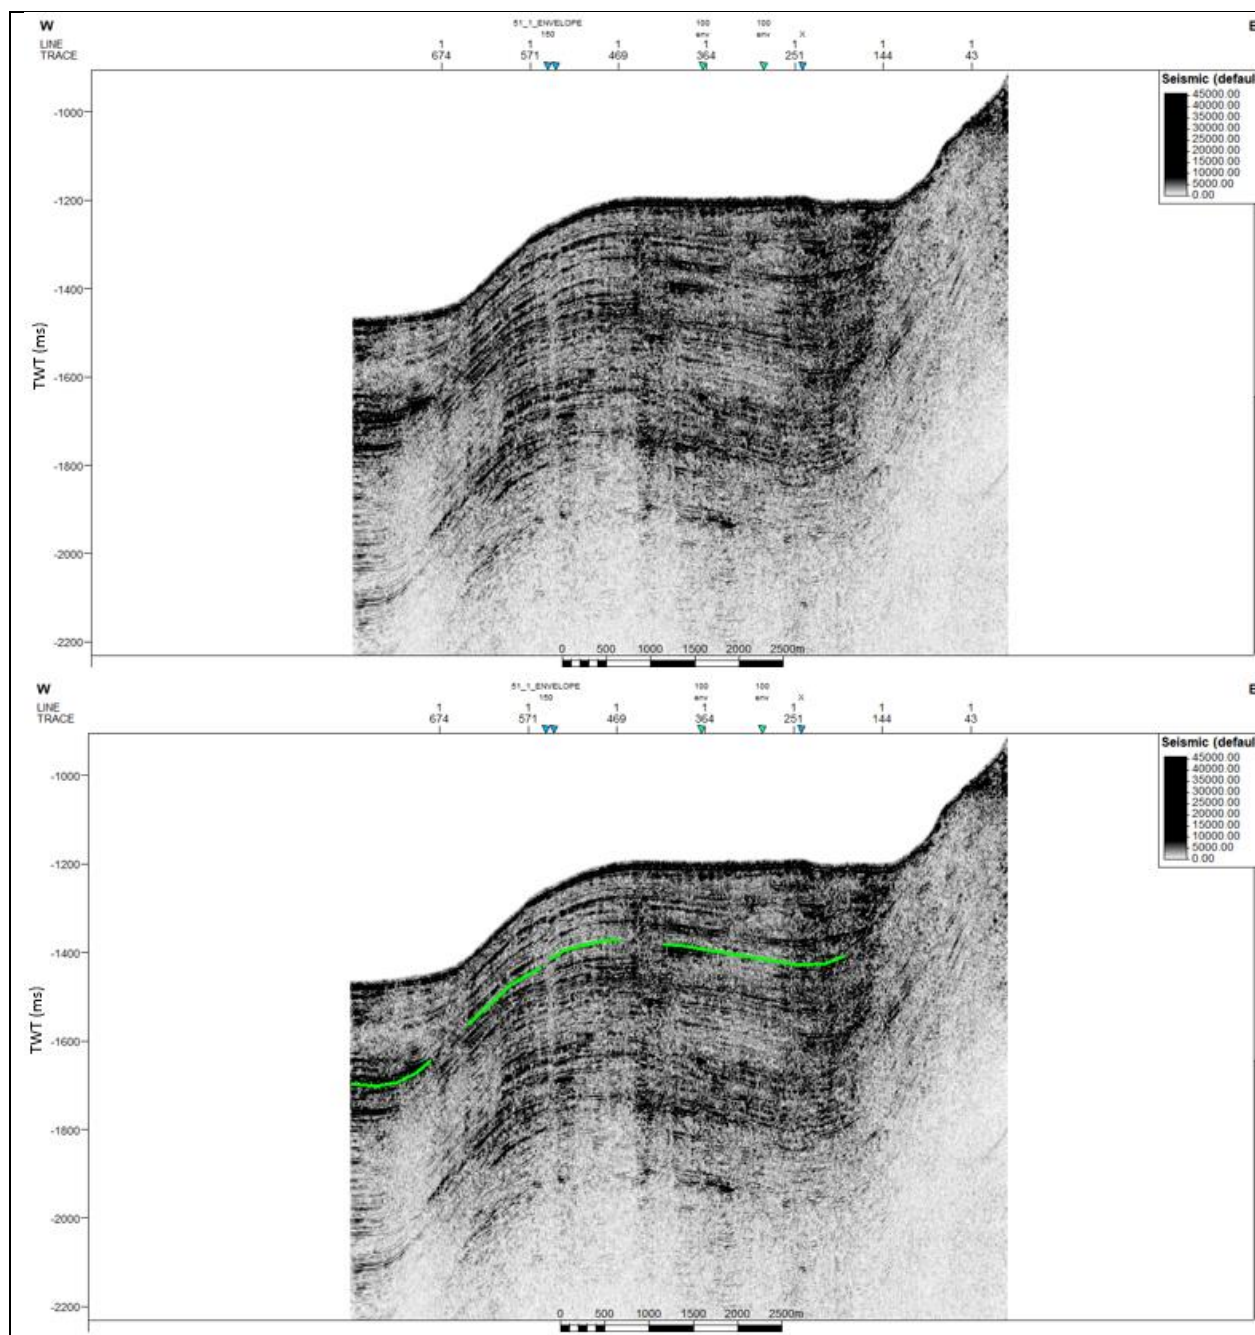 W 51_1_ENVELOPE 100 100 E
150 env env X
LINE 1 1 1 1 1 1 1
TRACE 674 571 469 364 251 144 43
Seismic (defaul
45000.00
40000.00
35000.00
30000.00
25000.00
20000.00
15000.00
10000.00
5000.00
0.00
-1000
-1200
-1400
TWT (ms)
-1600
-1800
-2000
-2200
0 500 1000 1500 2000 2500m
W 51_1_ENVELOPE 100 100 E
150 env env X
LINE 1 1 1 1 1 1 1
TRACE 674 571 469 364 251 144 43
Seismic (defaul
45000.00
40000.00
35000.00
30000.00
25000.00
20000.00
15000.00
10000.00
5000.00
0.00
-1000
-1200
-1400
TWT (ms)
-1600
-1800
-2000
-2200
0 500 1000 1500 2000 2500m